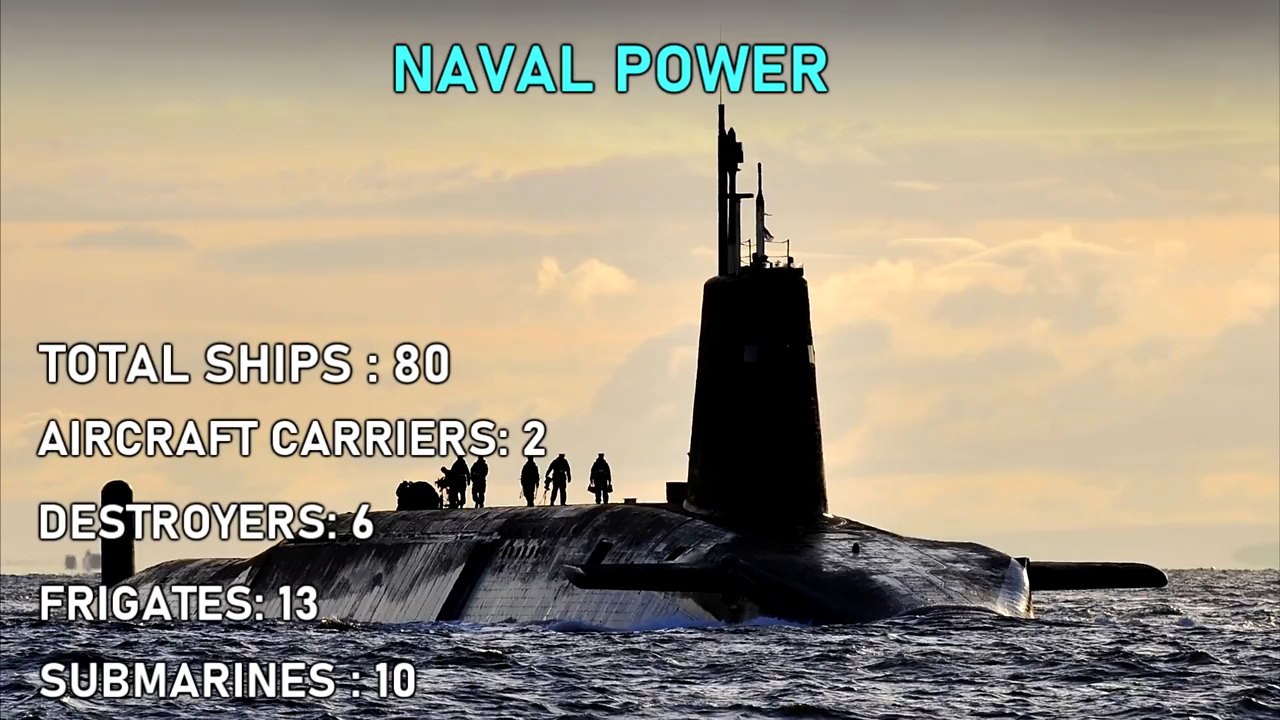 NAVAL POWER
TOTAL SHIPS : 80
AIRCRAFT CARRIERS: 2
DESTROYERS: 6
FRIGATES: 13
SUBMARINES : 10